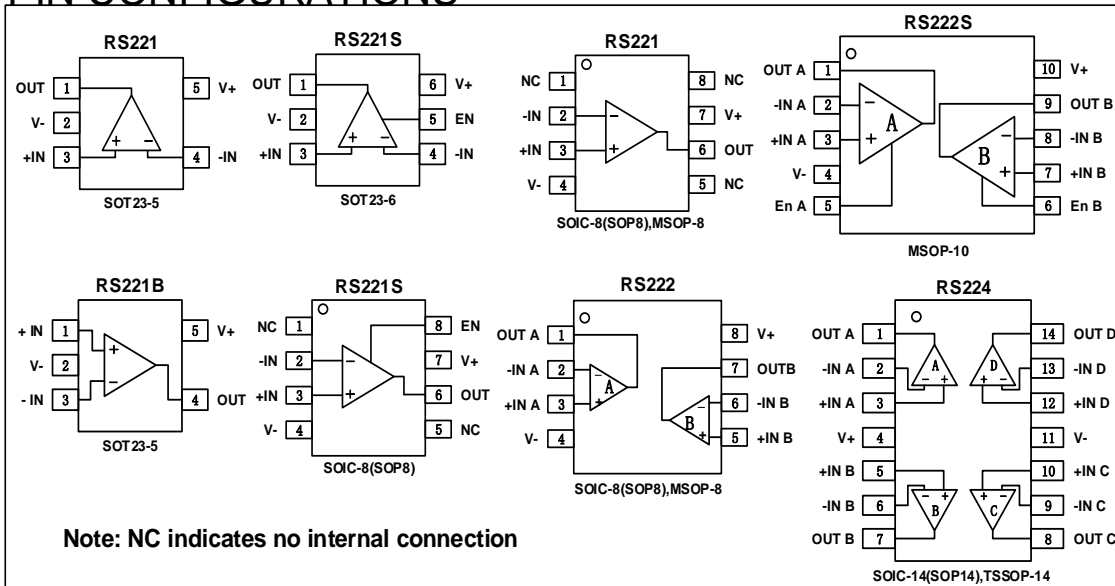 PIN CONFIGURATIONS
RS221
OUT 1
V- 2
+IN 3
5 V+
4 -IN
+ −
SOT23-5
RS221S
OUT 1
V- 2
+IN 3
6 V+
5 EN
4 -IN
+ −
SOT23-6
RS221
NC 1
-IN 2
+IN 3
V- 4
8 NC
7 V+
6 OUT
5 NC
−
+
SOIC-8(SOP8),MSOP-8
RS222S
OUT A 1
-IN A 2
+IN A 3
V- 4
En A 5
10 V+
9 OUT B
8 -IN B
7 +IN B
6 En B
− A
+
− B
+
MSOP-10
RS221B
+ IN 1
V- 2
- IN 3
5 V+
4 OUT
+
−
SOT23-5
RS221S
NC 1
-IN 2
+IN 3
V- 4
8 EN
7 V+
6 OUT
5 NC
−
+
SOIC-8(SOP8)
RS222
OUT A 1
-IN A 2
+IN A 3
V- 4
8 V+
7 OUTB
6 -IN B
5 +IN B
− A
+
− B
+
SOIC-8(SOP8),MSOP-8
RS224
OUT A 1
-IN A 2
+IN A 3
V+ 4
+IN B 5
-IN B 6
OUT B 7
14 OUT D
13 -IN D
12 +IN D
11 V-
10 +IN C
9 -IN C
8 OUT C
A D
− + − +
− + + −
B C
SOIC-14(SOP14),TSSOP-14
Note: NC indicates no internal connection